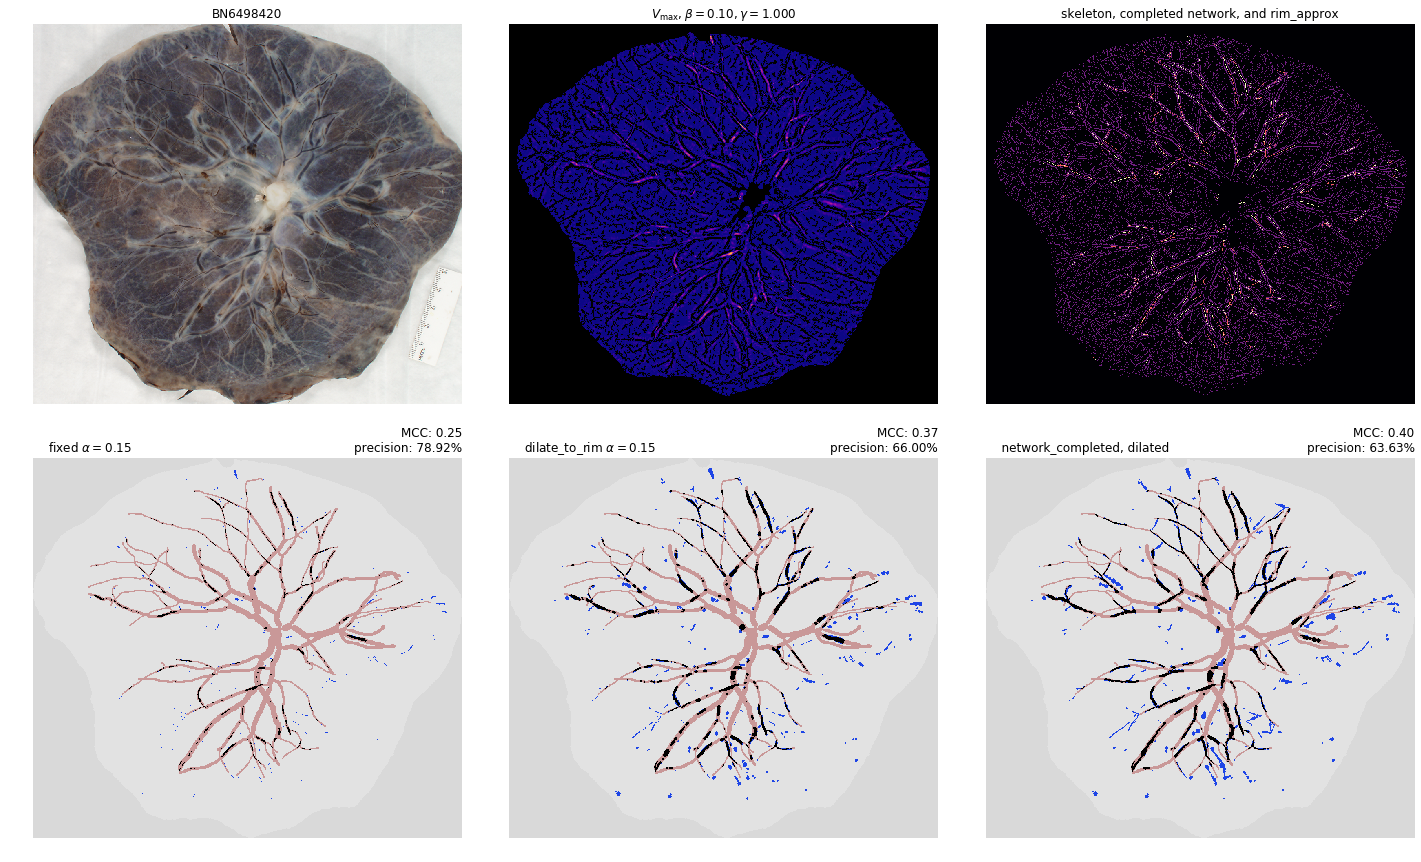 BN6498420
V_max, β = 0.10, γ = 1.000
skeleton, completed network, and rim_approx
MCC: 0.25
fixed α = 0.15 precision: 78.92%
MCC: 0.37
dilate_to_rim α = 0.15 precision: 66.00%
MCC: 0.40
network_completed, dilated precision: 63.63%